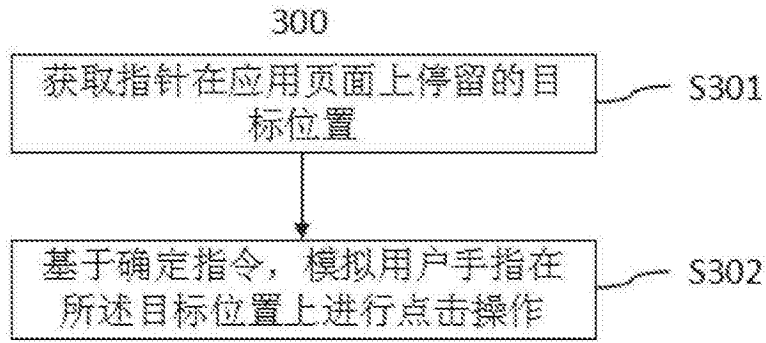 300
获取指针在应用页面上停留的目
标位置
S301
基于确定指令，模拟用户手指在
所述目标位置上进行点击操作
S302